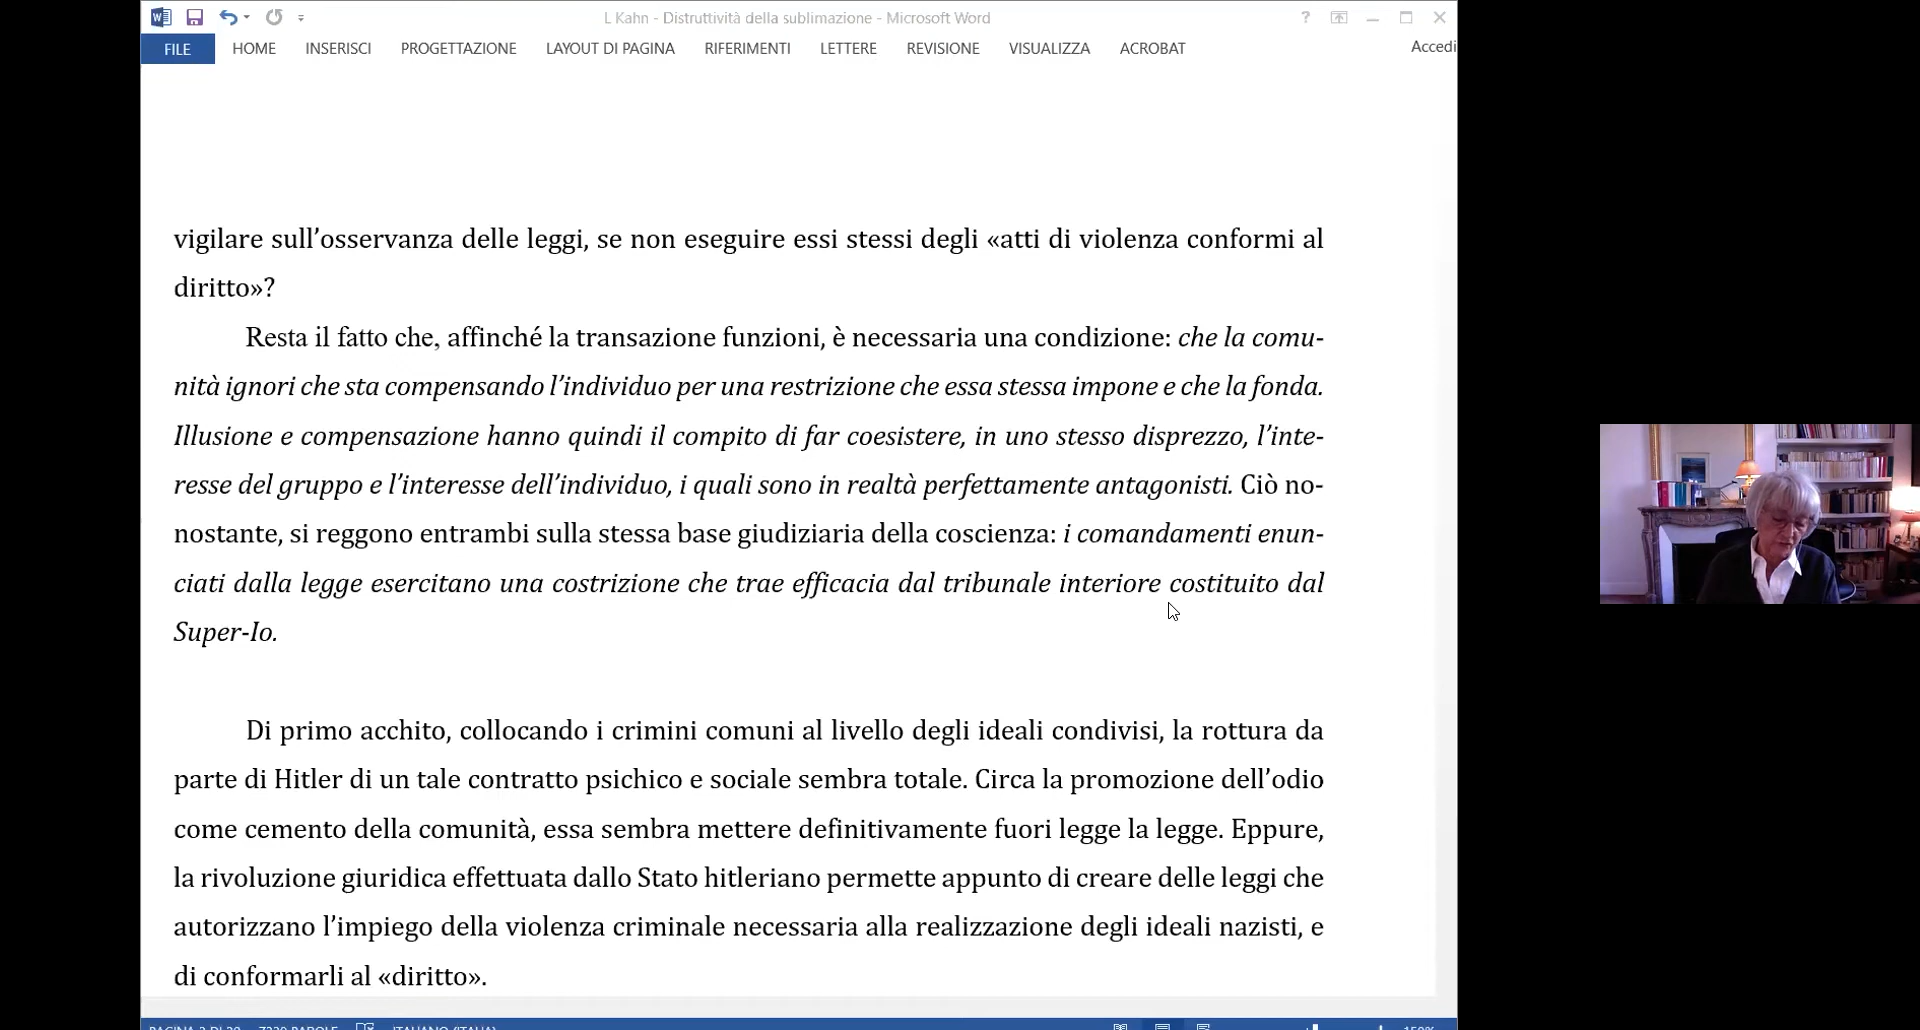 L Kahn - Distruttività della sublimazione - Microsoft Word
?
FILE HOME INSERISCI PROGETTAZIONE LAYOUT DI PAGINA RIFERIMENTI LETTERE REVISIONE VISUALIZZA ACROBAT Accedi
vigilare sull’osservanza delle leggi, se non eseguire essi stessi degli «atti di violenza conformi al
diritto»?
Resta il fatto che, affinché la transazione funzioni, è necessaria una condizione: che la comu-
nità ignori che sta compensando l’individuo per una restrizione che essa stessa impone e che la fonda.
Illusione e compensazione hanno quindi il compito di far coesistere, in uno stesso disprezzo, l’inte-
resse del gruppo e l’interesse dell’individuo, i quali sono in realtà perfettamente antagonisti. Ciò no-
nostante, si reggono entrambi sulla stessa base giudiziaria della coscienza: i comandamenti enun-
ciati dalla legge esercitano una costrizione che trae efficacia dal tribunale interiore costituito dal
Super-Io.
Di primo acchito, collocando i crimini comuni al livello degli ideali condivisi, la rottura da
parte di Hitler di un tale contratto psichico e sociale sembra totale. Circa la promozione dell’odio
come cemento della comunità, essa sembra mettere definitivamente fuori legge la legge. Eppure,
la rivoluzione giuridica effettuata dallo Stato hitleriano permette appunto di creare delle leggi che
autorizzano l’impiego della violenza criminale necessaria alla realizzazione degli ideali nazisti, e
di conformarli al «diritto».
PAROLE ITALIANO (ITALIA) 150%